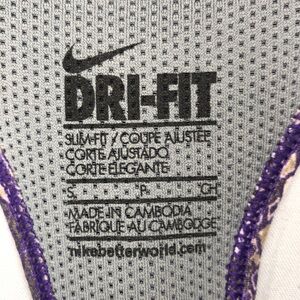 DRI-FIT
SLIM-FIT / COUPE AJUSTÉE
CORTE AJUSTADO
CORTE ELEGANTE
S. P. CH
MADE IN CAMBODIA
FABRIQUÉ AU CAMBODGE
nikebetterworld.com